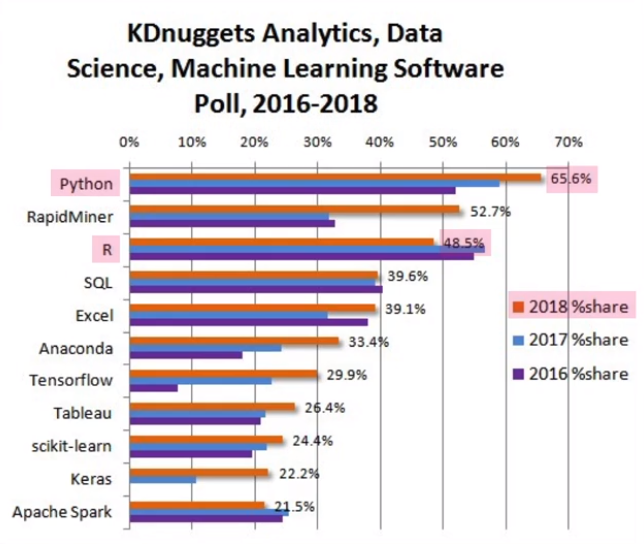 KDnuggets Analytics, Data
Science, Machine Learning Software
Poll, 2016-2018
0% 10% 20% 30% 40% 50% 60% 70%
Python 65.6%
RapidMiner 52.7%
R 48.5%
SQL 39.6%
Excel 39.1%
Anaconda 33.4%
Tensorflow 29.9%
Tableau 26.4%
scikit-learn 24.4%
Keras 22.2%
Apache Spark 21.5%
2018 %share
2017 %share
2016 %share